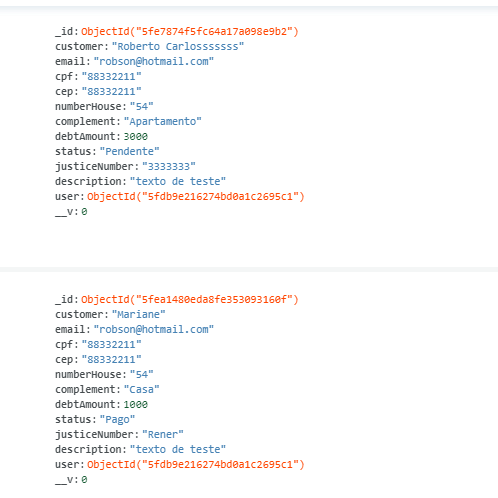 _id: ObjectId("5fe7874f5fc64a17a098e9b2")
customer: "Roberto Carlosssssss"
email: "robson@hotmail.com"
cpf: "88332211"
cep: "88332211"
numberHouse: "54"
complement: "Apartamento"
debtAmount: 3000
status: "Pendente"
justiceNumber: "3333333"
description: "texto de teste"
user: ObjectId("5fdb9e216274bd0a1c2695c1")
__v: 0
_id: ObjectId("5fea1480eda8fe353093160f")
customer: "Mariane"
email: "robson@hotmail.com"
cpf: "88332211"
cep: "88332211"
numberHouse: "54"
complement: "Casa"
debtAmount: 1000
status: "Pago"
justiceNumber: "Rener"
description: "texto de teste"
user: ObjectId("5fdb9e216274bd0a1c2695c1")
__v: 0